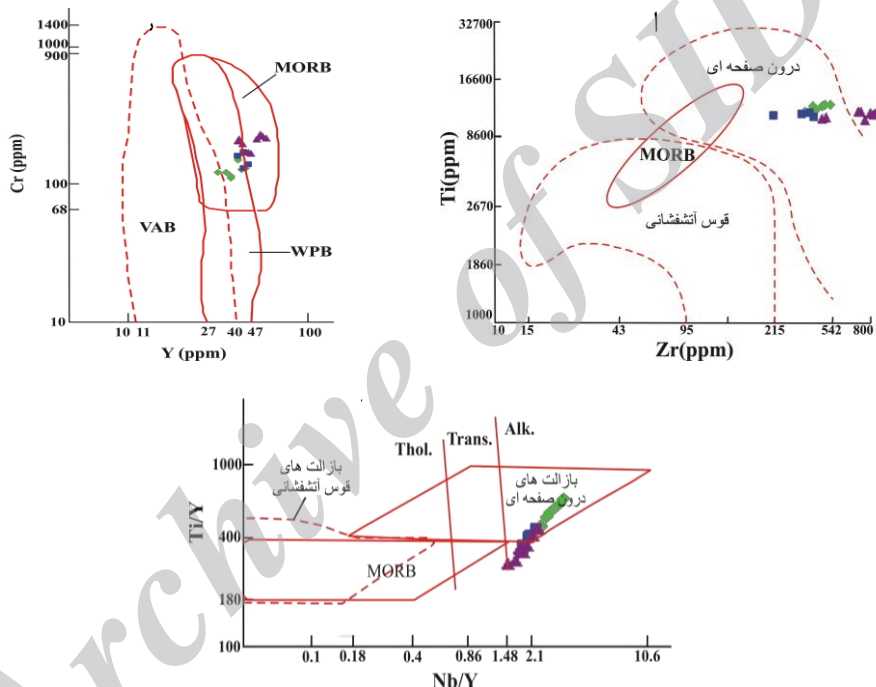 1400
1000
900
MORB
Cr (ppm)
100
68
VAB
WPB
10
10 11 27 40 47 100
Y (ppm)
32700
درون صفحه ای
16600
Ti(ppm)
8600
MORB
2670
قوس آتشفشانی
1860
1000
10 15 43 95 215 542 800
Zr(ppm)
Thol. Trans. Alk.
1000
بازالت های
قوس آتشفشانی
بازالت های
درون صفحه ای
Ti/Y
400
MORB
180
100
0.1 0.18 0.4 0.86 1.48 2.1 10.6
Nb/Y
Archive of SID